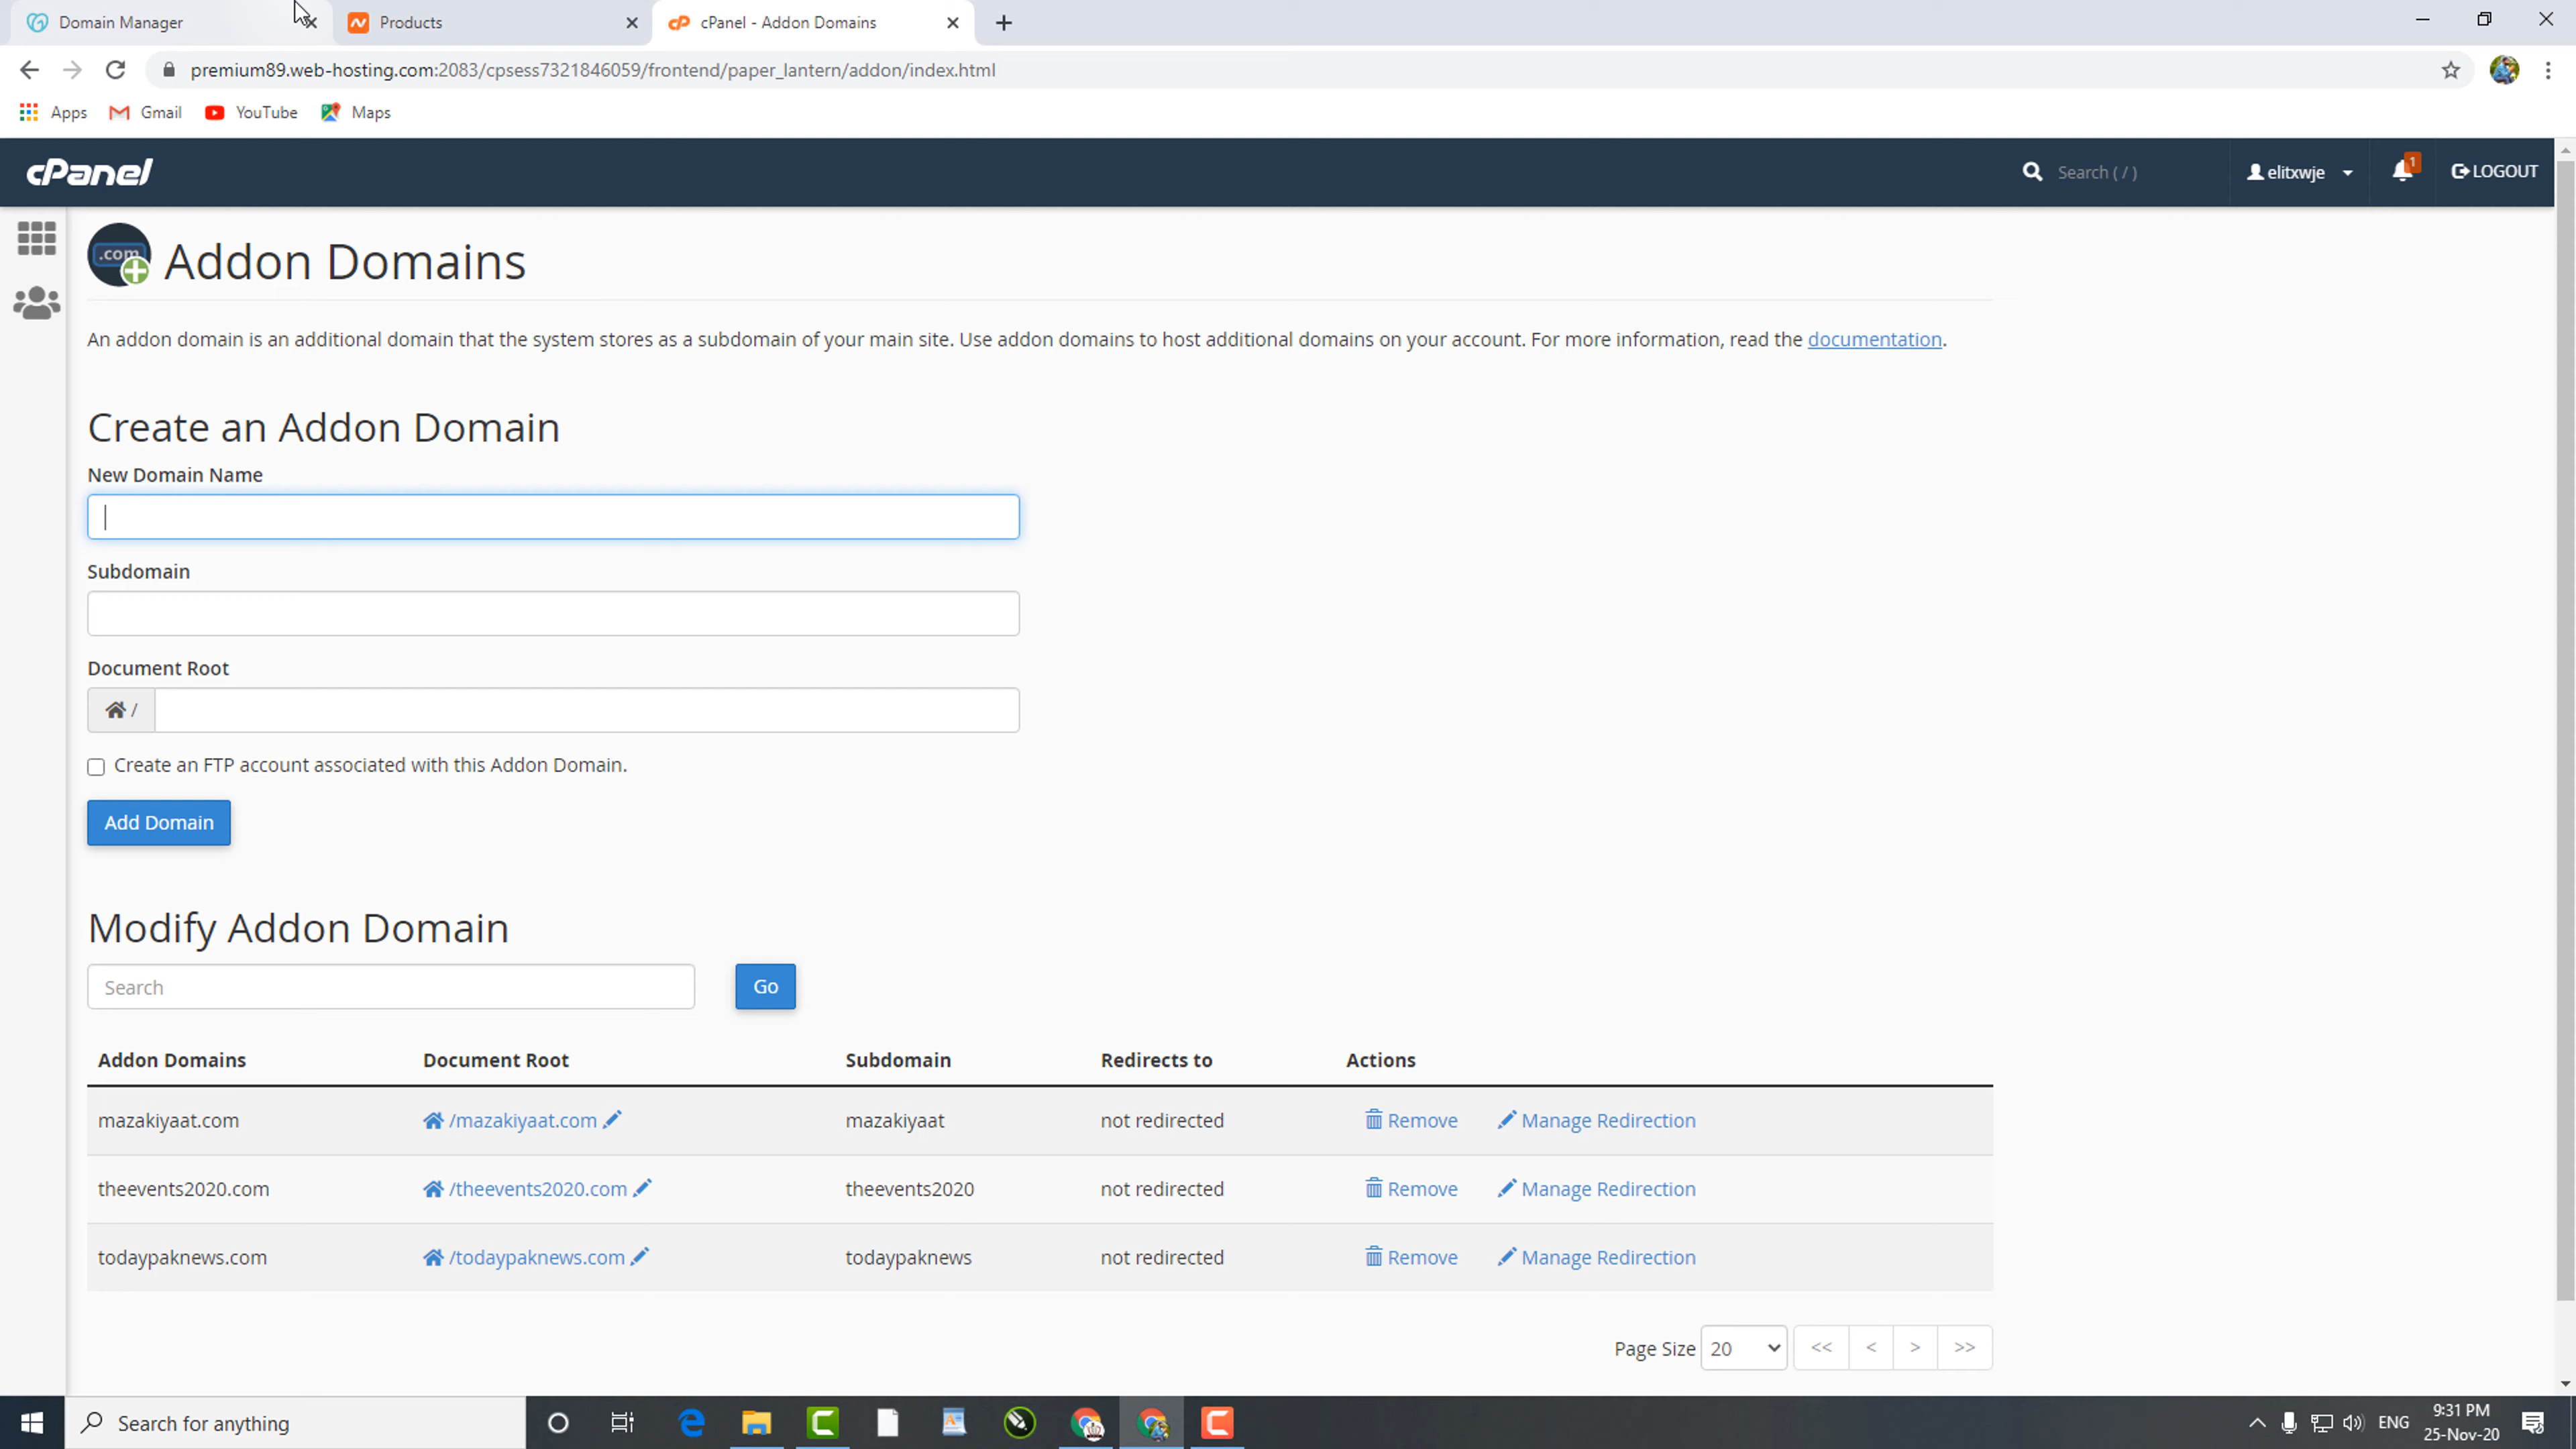 Domain Manager
Products
cPanel - Addon Domains
premium89.web-hosting.com:2083/cpsess7321846059/frontend/paper_lantern/addon/index.html
Apps Gmail YouTube Maps
cPanel Search ( / ) elitxwje 1 LOGOUT
.com Addon Domains
An addon domain is an additional domain that the system stores as a subdomain of your main site. Use addon domains to host additional domains on your account. For more information, read the documentation.
Create an Addon Domain
New Domain Name
Subdomain
Document Root
/
Create an FTP account associated with this Addon Domain.
Add Domain
Modify Addon Domain
Search Go
Addon Domains Document Root Subdomain Redirects to Actions
mazakiyaat.com /mazakiyaat.com mazakiyaat not redirected Remove Manage Redirection
theevents2020.com /theevents2020.com theevents2020 not redirected Remove Manage Redirection
todaypaknews.com /todaypaknews.com todaypaknews not redirected Remove Manage Redirection
Page Size 20 << < > >>
Search for anything
ENG
9:31 PM
25-Nov-20